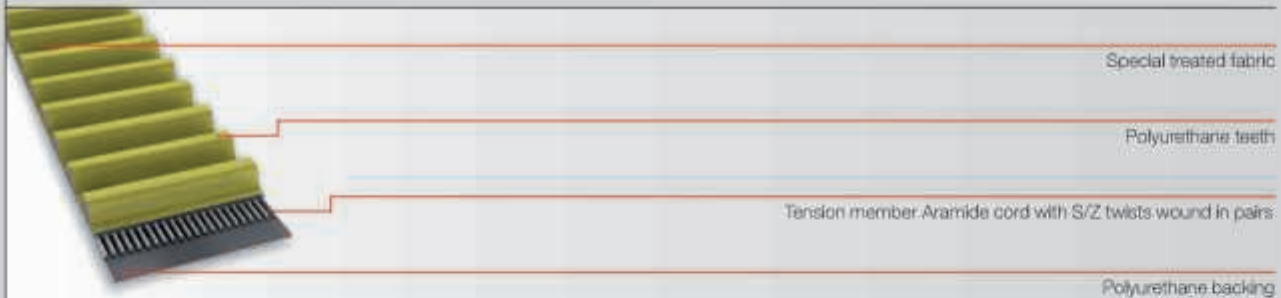 Special treated fabric
Polyurethane teeth
Tension member Aramide cord with S/Z twists wound in pairs
Polyurethane backing